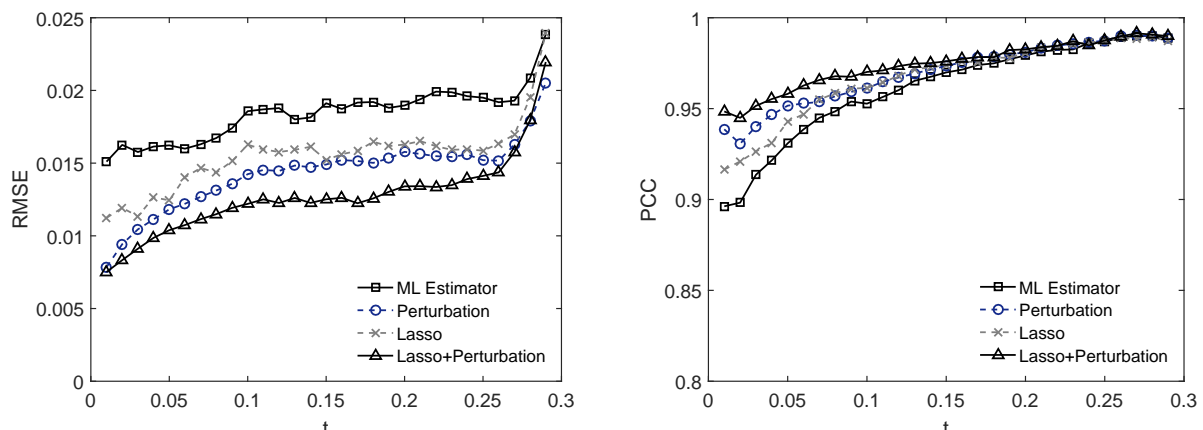 0.025
0.02
0.015
0.01
0.005
0
RMSE
0 0.05 0.1 0.15 0.2 0.25 0.3
t
ML Estimator
Perturbation
Lasso
Lasso+Perturbation
1
0.95
0.9
0.85
0.8
PCC
0 0.05 0.1 0.15 0.2 0.25 0.3
t
ML Estimator
Perturbation
Lasso
Lasso+Perturbation